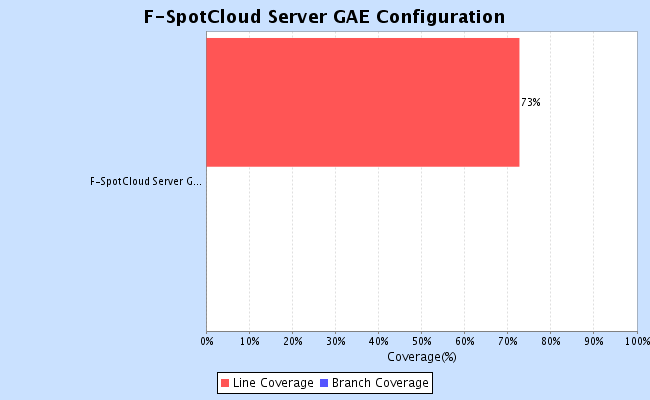 F-SpotCloud Server GAE Configuration
73%
F-SpotCloud Server G...
0% 10% 20% 30% 40% 50% 60% 70% 80% 90% 100%
Coverage(%)
Line Coverage Branch Coverage